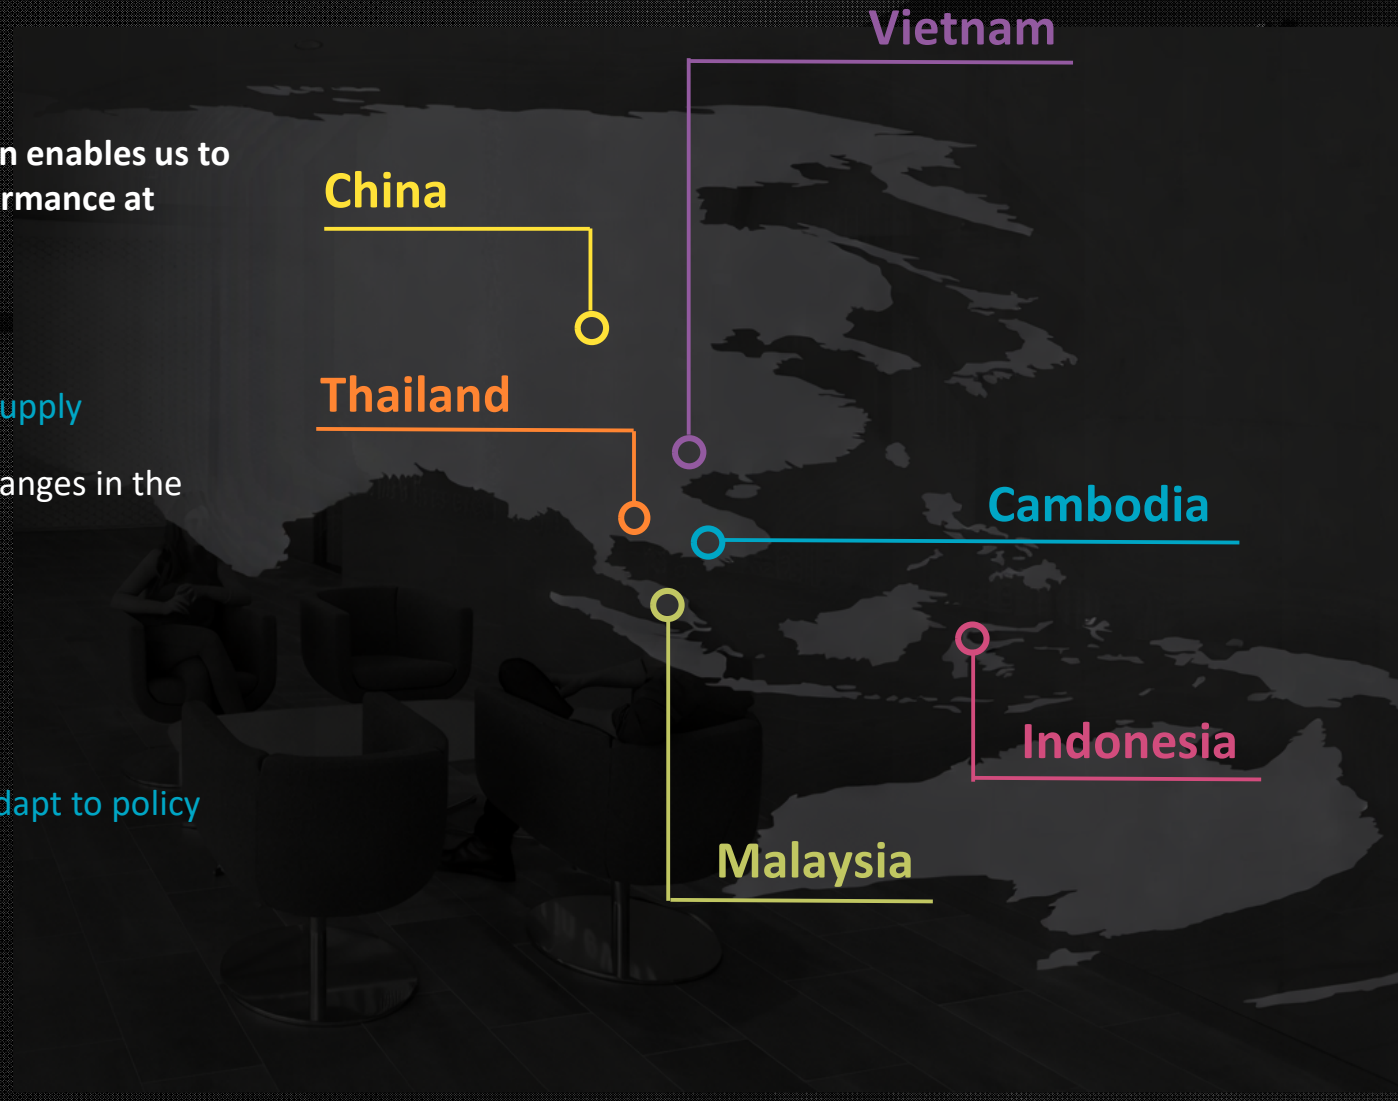 n enables us to
rmance at
upply
anges in the
dapt to policy
Vietnam
China
Thailand
Cambodia
Indonesia
Malaysia